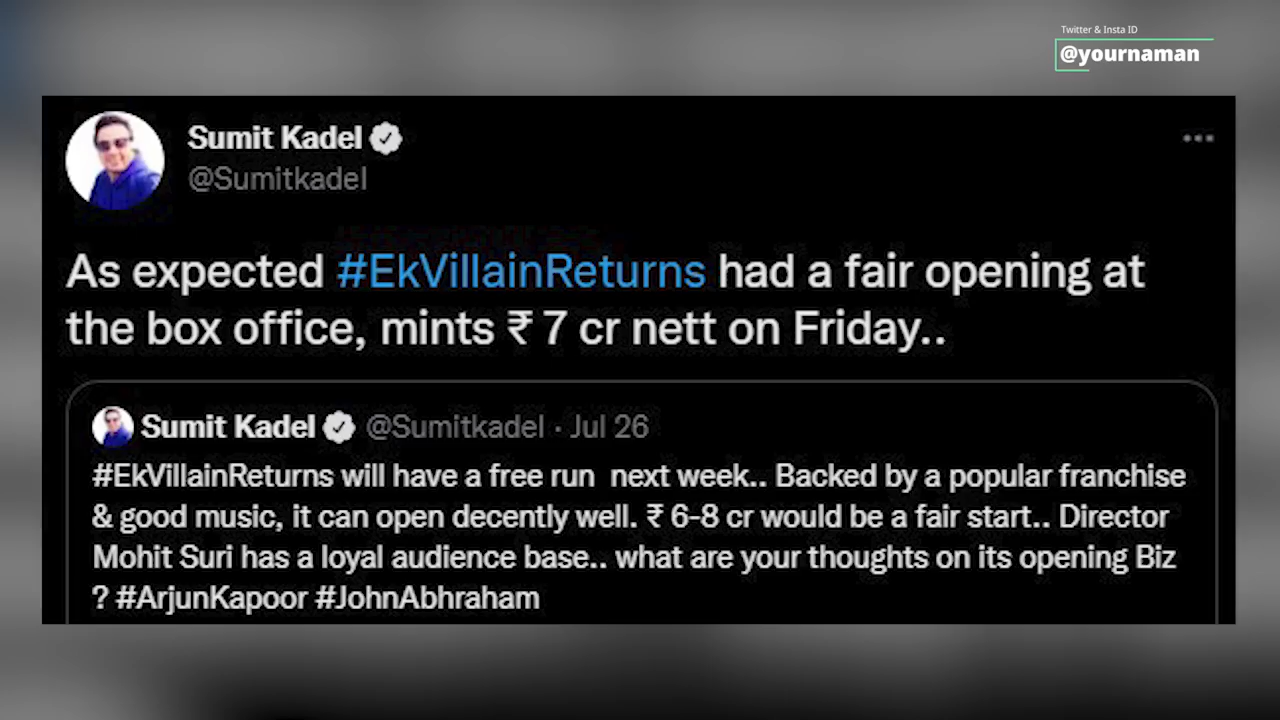 Twitter & Insta ID
@yournaman
Sumit Kadel
@Sumitkadel
As expected #EkVillainReturns had a fair opening at
the box office, mints ₹ 7 cr nett on Friday..
Sumit Kadel @Sumitkadel · Jul 26
#EkVillainReturns will have a free run next week.. Backed by a popular franchise
& good music, it can open decently well. ₹ 6-8 cr would be a fair start.. Director
Mohit Suri has a loyal audience base.. what are your thoughts on its opening Biz
? #ArjunKapoor #JohnAbhraham